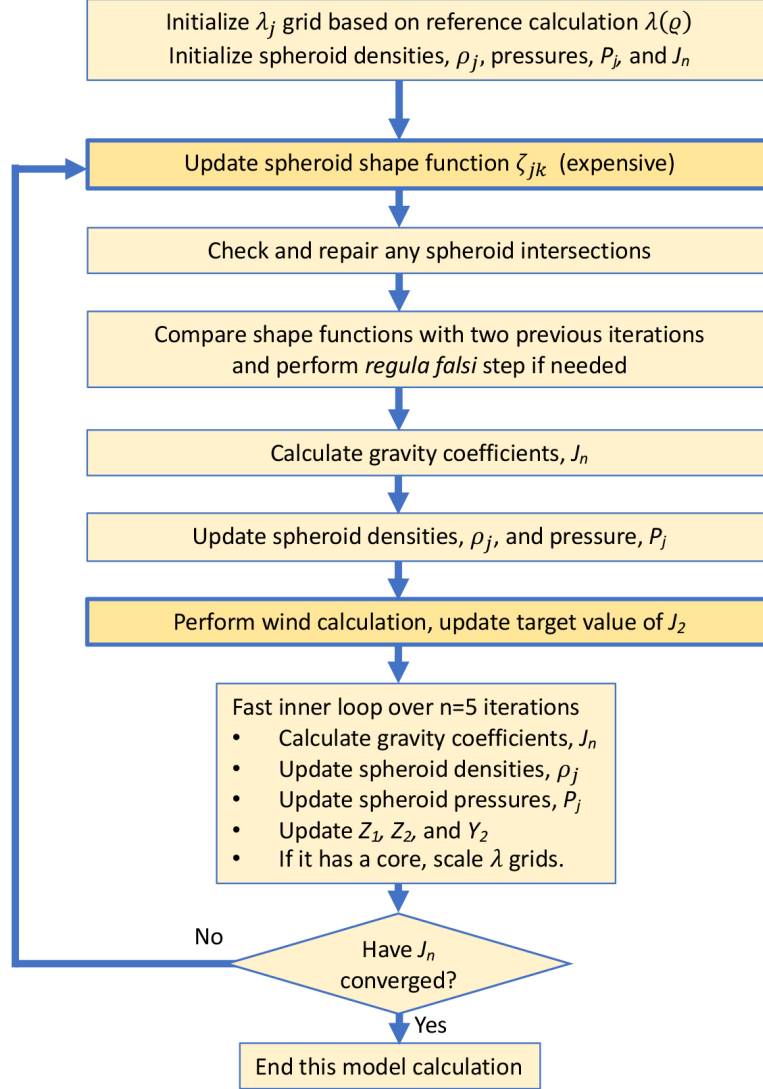 Initialize λⱼ grid based on reference calculation λ(ϱ)
Initialize spheroid densities, ρⱼ, pressures, Pⱼ, and Jₙ
Update spheroid shape function ζⱼₖ (expensive)
Check and repair any spheroid intersections
Compare shape functions with two previous iterations
and perform regula falsi step if needed
Calculate gravity coefficients, Jₙ
Update spheroid densities, ρⱼ, and pressure, Pⱼ
Perform wind calculation, update target value of J₂
Fast inner loop over n=5 iterations
• Calculate gravity coefficients, Jₙ
• Update spheroid densities, ρⱼ
• Update spheroid pressures, Pⱼ
• Update Z₁, Z₂, and Y₂
• If it has a core, scale λ grids.
No
Have Jₙ
converged?
Yes
End this model calculation